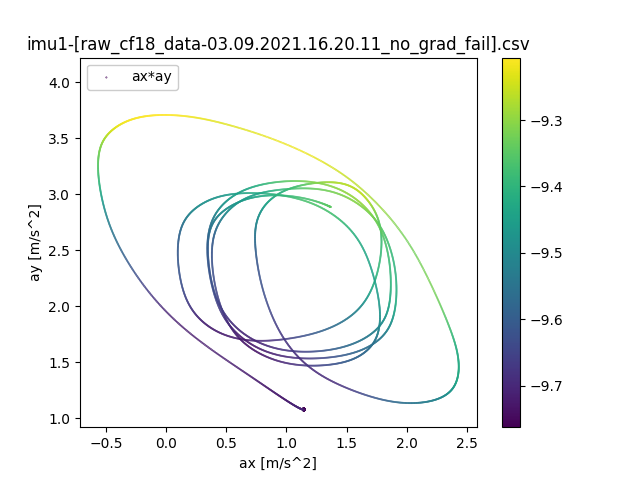 imu1-[raw_cf18_data-03.09.2021.16.20.11_no_grad_fail].csv
ax*ay
4.0
3.5
3.0
2.5
2.0
1.5
1.0
ay [m/s^2]
−0.5 0.0 0.5 1.0 1.5 2.0 2.5
ax [m/s^2]
−9.3
−9.4
−9.5
−9.6
−9.7